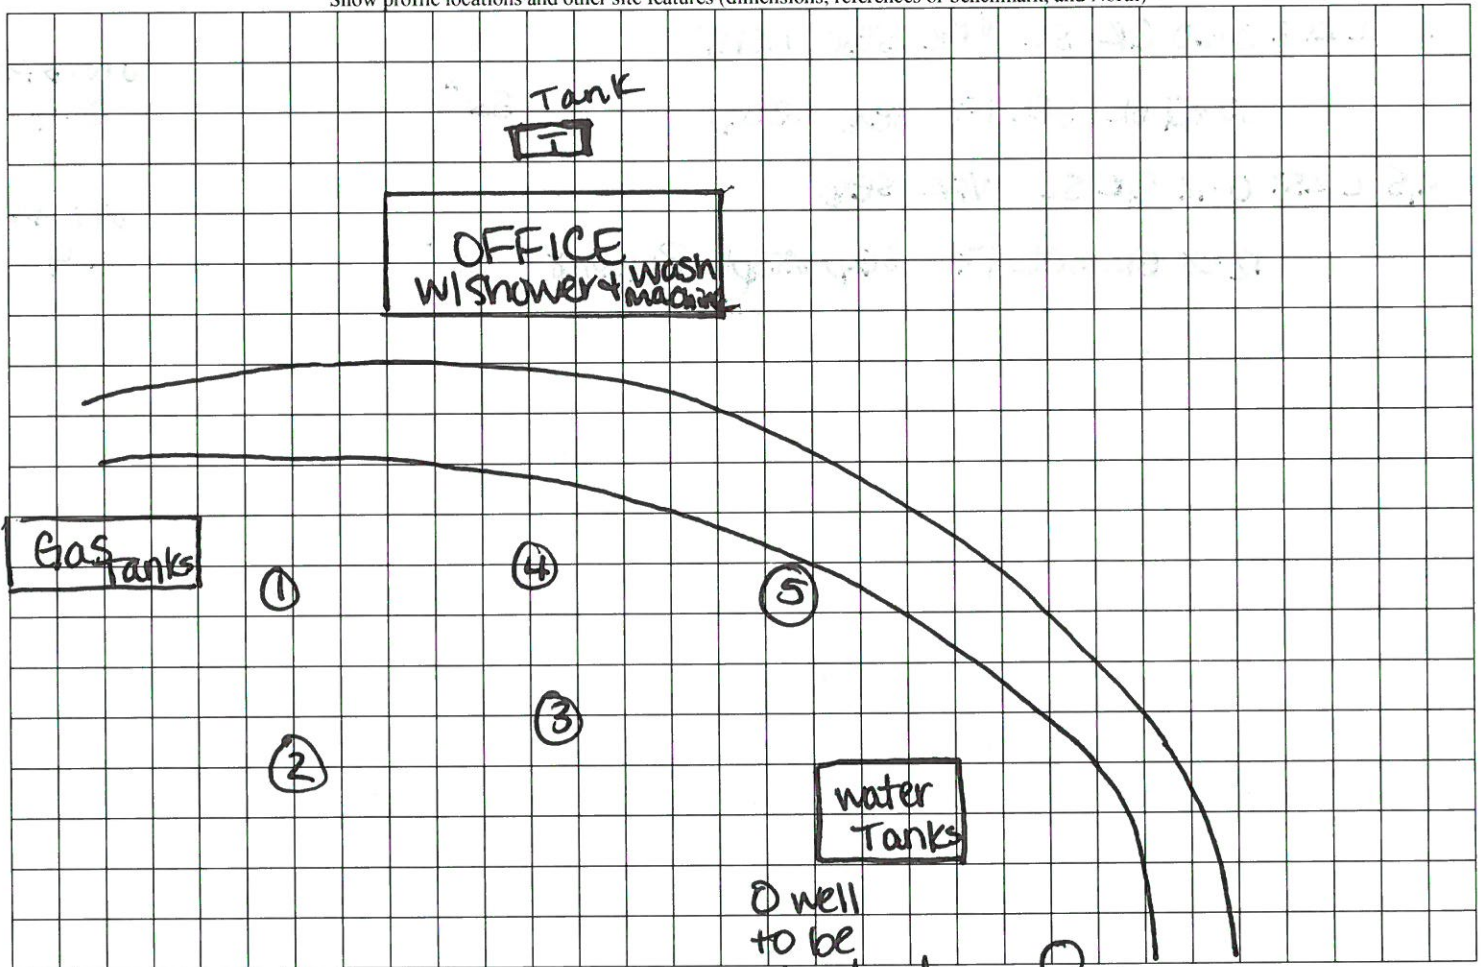 Show profile locations and other site features (dimensions, references or benchmark, and North)
Tank
T
OFFICE
w/shower + wash machine
Gas Tanks
1
4
5
3
2
water
Tanks
O well
to be